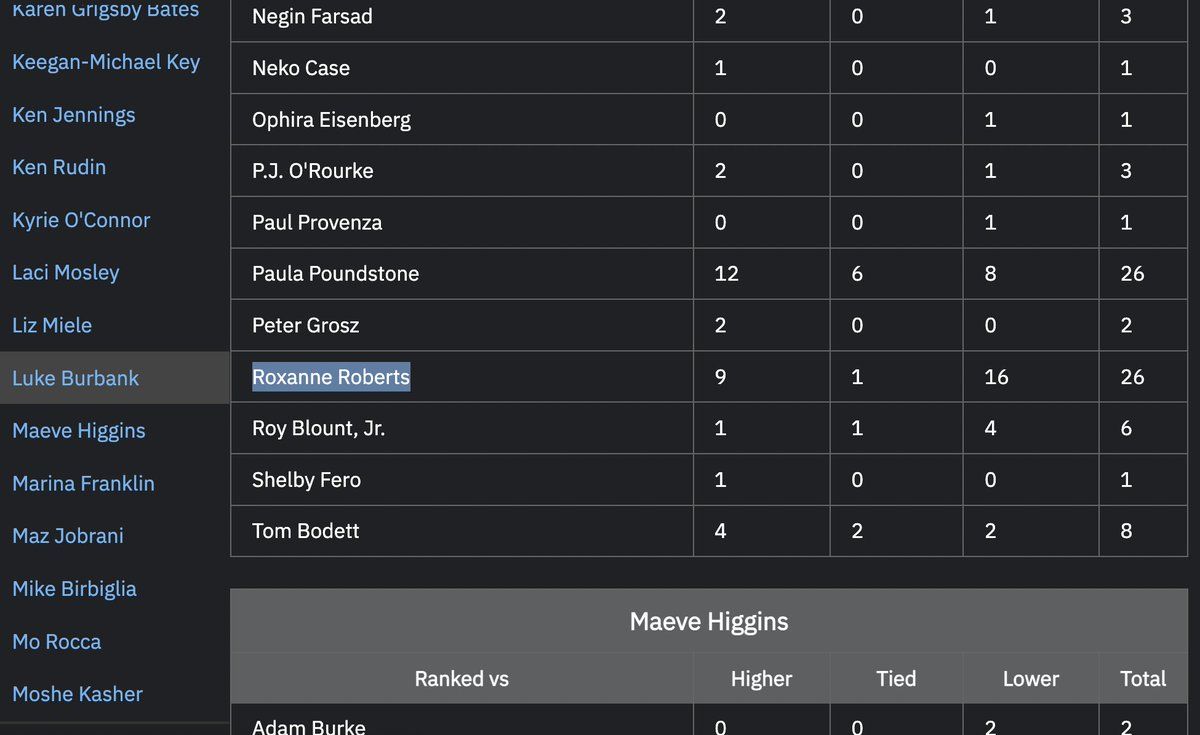 Karen Grigsby Bates
Keegan-Michael Key
Ken Jennings
Ken Rudin
Kyrie O'Connor
Laci Mosley
Liz Miele
Luke Burbank
Maeve Higgins
Marina Franklin
Maz Jobrani
Mike Birbiglia
Mo Rocca
Moshe Kasher
Negin Farsad 2 0 1 3
Neko Case 1 0 0 1
Ophira Eisenberg 0 0 1 1
P.J. O'Rourke 2 0 1 3
Paul Provenza 0 0 1 1
Paula Poundstone 12 6 8 26
Peter Grosz 2 0 0 2
Roxanne Roberts 9 1 16 26
Roy Blount, Jr. 1 1 4 6
Shelby Fero 1 0 0 1
Tom Bodett 4 2 2 8
Maeve Higgins
Ranked vs Higher Tied Lower Total
Adam Burke 0 0 2 2